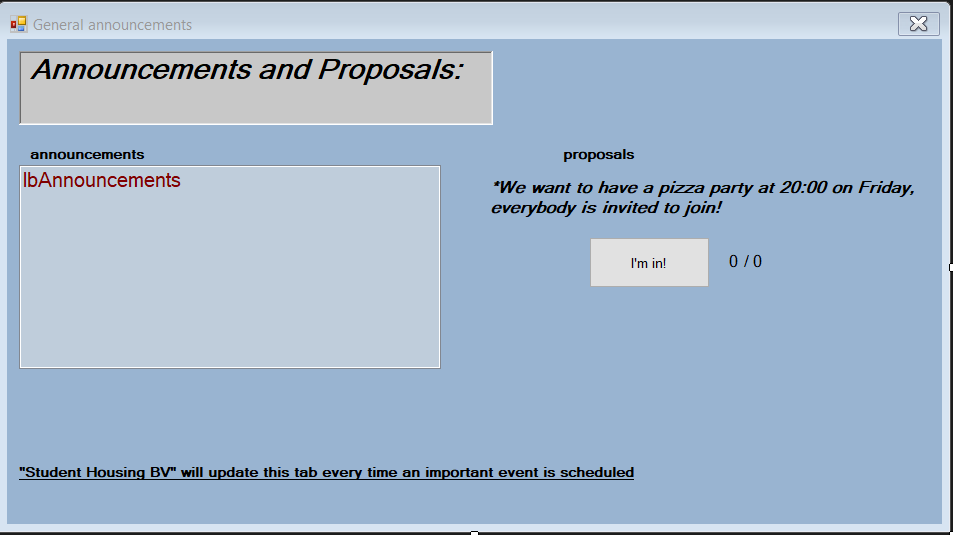 General announcements
Announcements and Proposals:
announcements
proposals
lbAnnouncements
*We want to have a pizza party at 20:00 on Friday,
everybody is invited to join!
I'm in!
0 / 0
"Student Housing BV" will update this tab every time an important event is scheduled